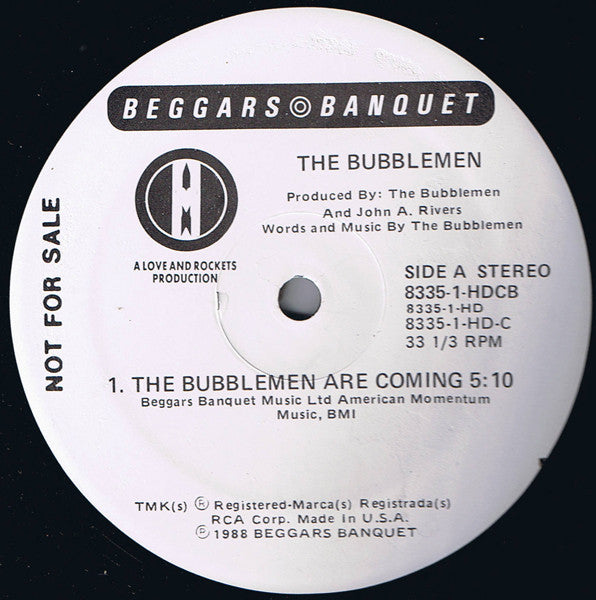 BEGGARS BANQUET
THE BUBBLEMEN
Produced By: The Bubblemen
And John A. Rivers
Words and Music By The Bubblemen
A LOVE AND ROCKETS
PRODUCTION
NOT FOR SALE
SIDE A STEREO
8335-1-HDCB
8335-1-HD
8335-1-HD-C
33 1/3 RPM
1. THE BUBBLEMEN ARE COMING 5:10
Beggars Banquet Music Ltd American Momentum
Music, BMI
TMK(s) ® Registered-Marca(s) Registrada(s)
RCA Corp. Made in U.S.A.
℗ 1988 BEGGARS BANQUET